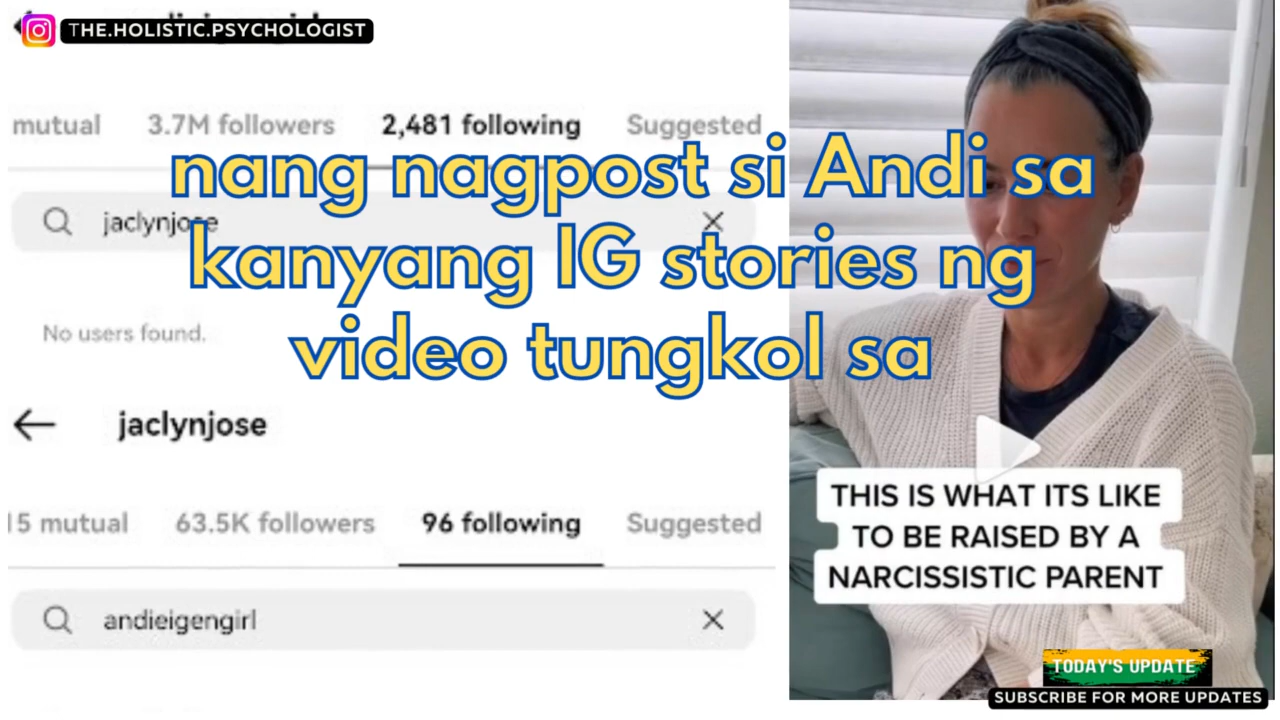 THE.HOLISTIC.PSYCHOLOGIST
mutual 3.7M followers 2,481 following Suggested
nang nagpost si Andi sa
jaclynjose
kanyang IG stories ng
No users found.
video tungkol sa
jaclynjose
15 mutual 63.5K followers 96 following Suggested
andieigengirl
THIS IS WHAT ITS LIKE
TO BE RAISED BY A
NARCISSISTIC PARENT
TODAY'S UPDATE
SUBSCRIBE FOR MORE UPDATES